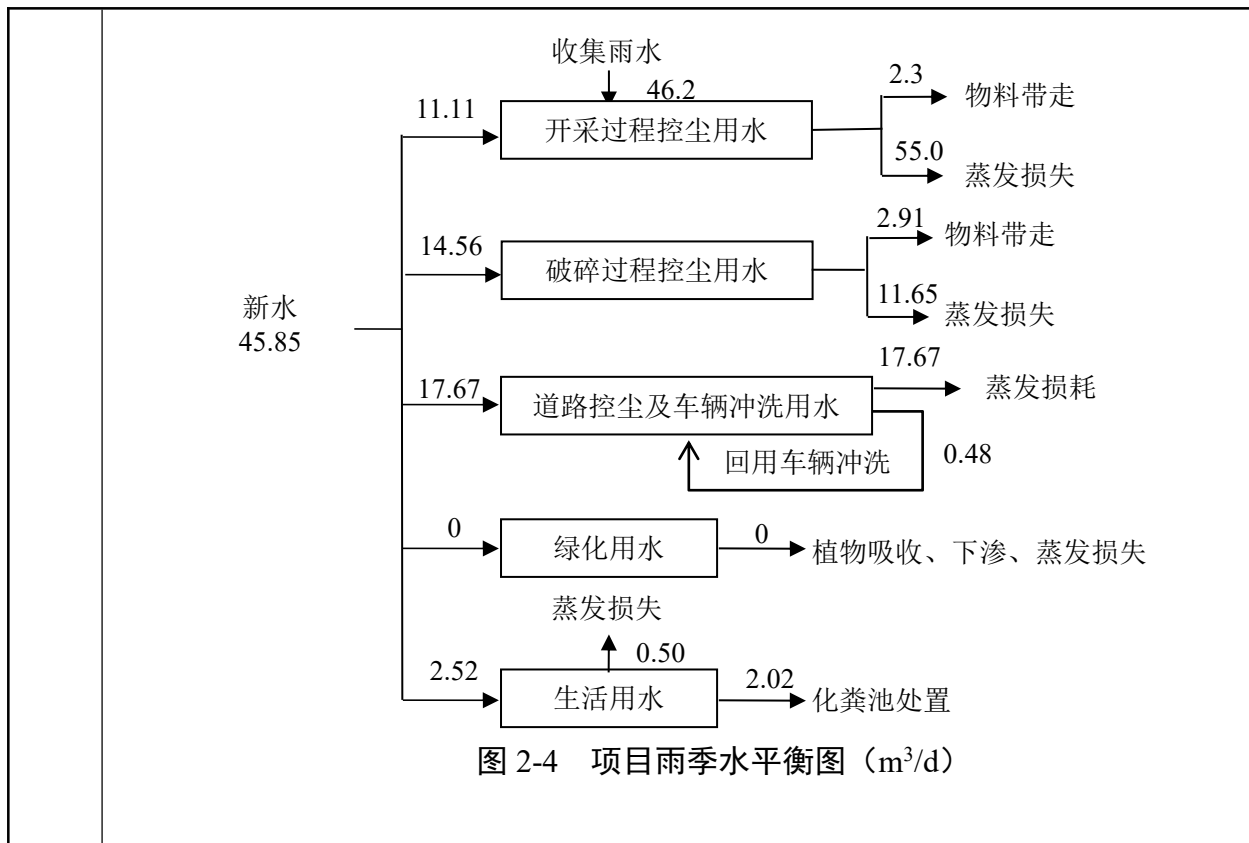 收集雨水
46.2
11.11
开采过程控尘用水
2.3
物料带走
55.0
蒸发损失
14.56
破碎过程控尘用水
2.91
物料带走
11.65
蒸发损失
新水
45.85
17.67
道路控尘及车辆冲洗用水
17.67
蒸发损耗
回用车辆冲洗
0.48
0
绿化用水
0
植物吸收、下渗、蒸发损失
蒸发损失
0.50
2.52
生活用水
2.02
化粪池处置
图 2-4 项目雨季水平衡图（m³/d）